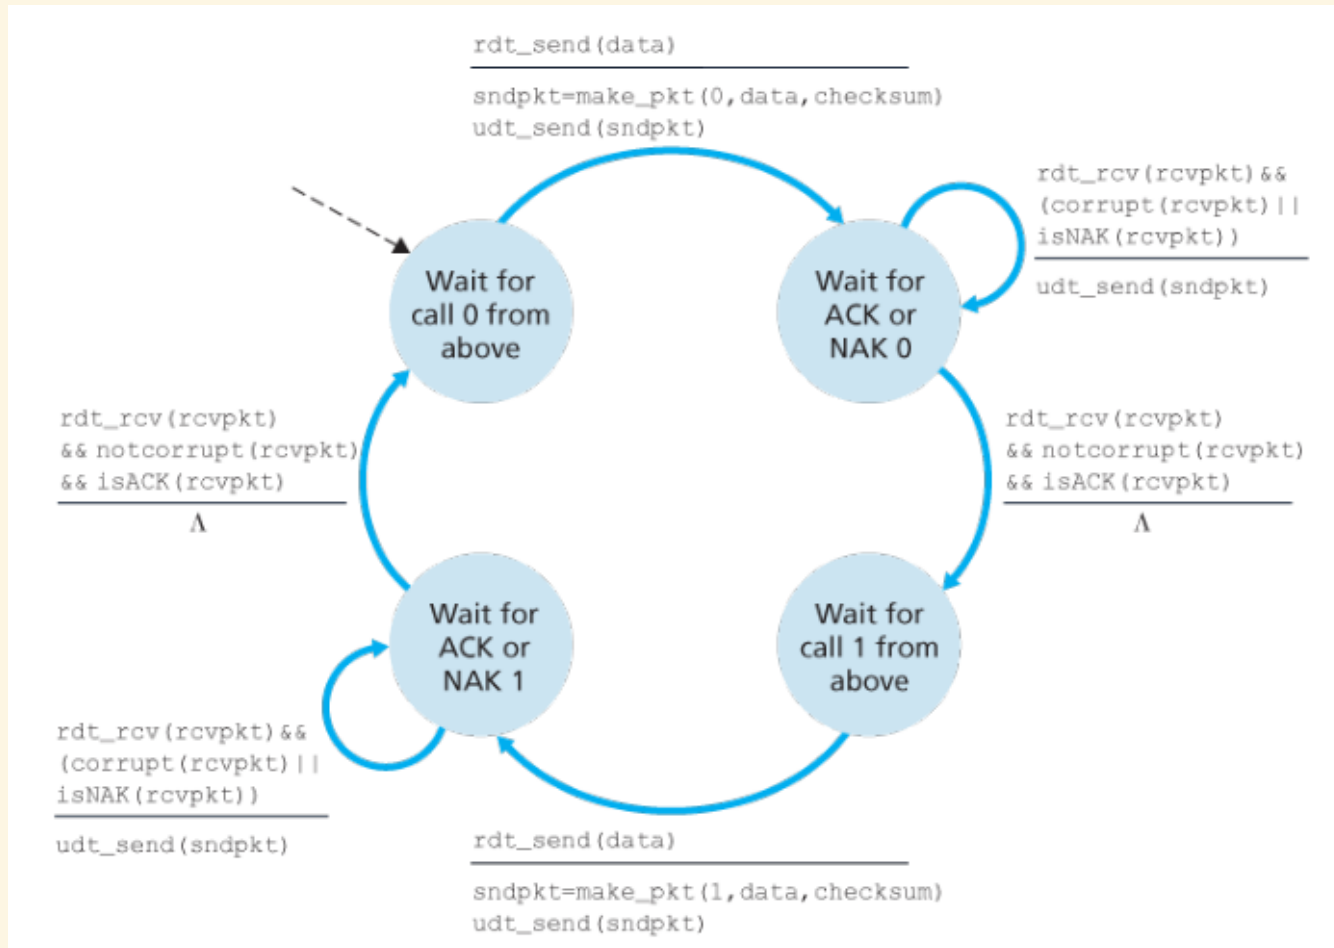 rdt_send(data)
sndpkt=make_pkt(0,data,checksum)
udt_send(sndpkt)
rdt_rcv(rcvpkt)&&
(corrupt(rcvpkt)||
isNAK(rcvpkt))
udt_send(sndpkt)
Wait for
call 0 from
above
Wait for
ACK or
NAK 0
rdt_rcv(rcvpkt)
&& notcorrupt(rcvpkt)
&& isACK(rcvpkt)
Λ
rdt_rcv(rcvpkt)
&& notcorrupt(rcvpkt)
&& isACK(rcvpkt)
Λ
Wait for
ACK or
NAK 1
Wait for
call 1 from
above
rdt_rcv(rcvpkt)&&
(corrupt(rcvpkt)||
isNAK(rcvpkt))
udt_send(sndpkt)
rdt_send(data)
sndpkt=make_pkt(1,data,checksum)
udt_send(sndpkt)